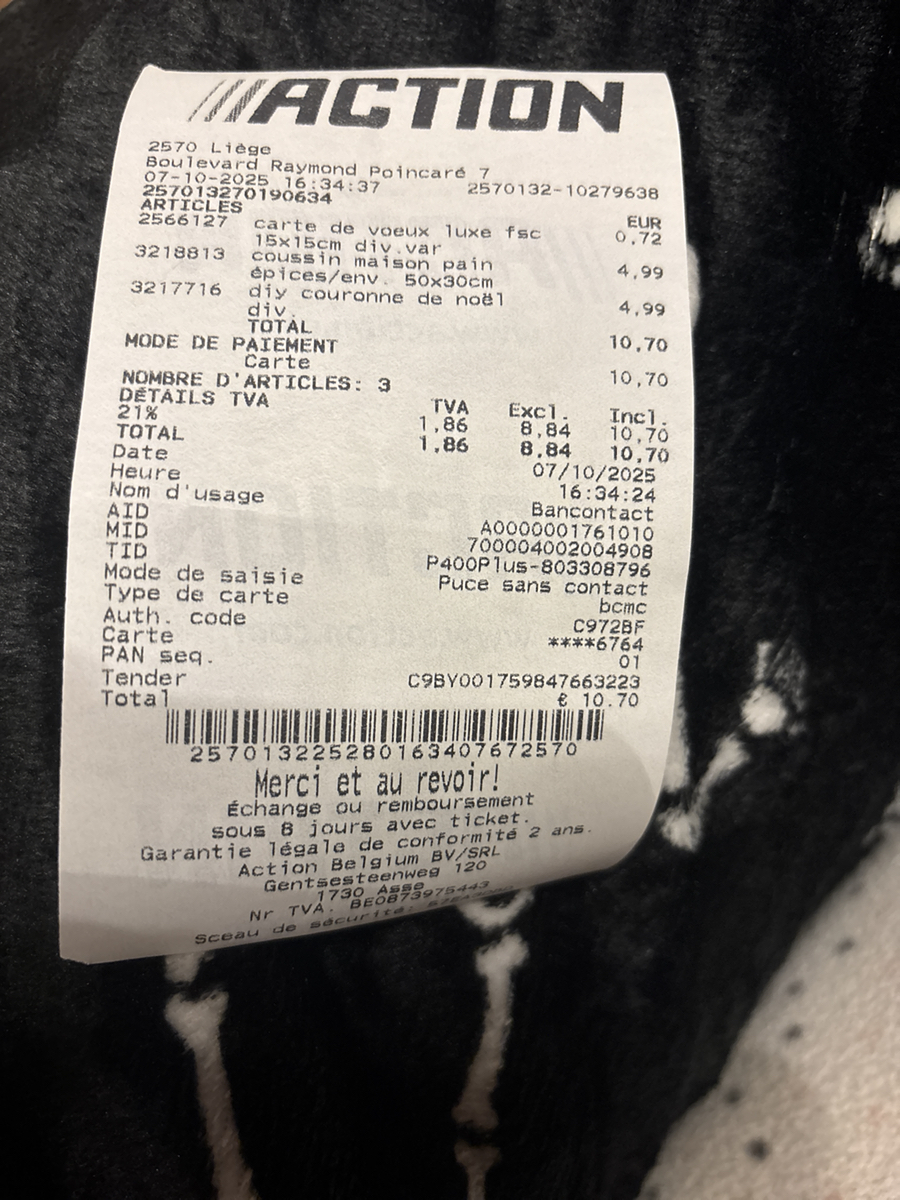 ///ACTION
2570 Liège
Boulevard Raymond Poincaré 7
07-10-2025 16:34:37 2570132-10279638
257013270190634
ARTICLES EUR
2566127 carte de voeux luxe fsc 0,72
15x15cm div.var
3218813 coussin maison pain 4,99
épices/env. 50x30cm
3217716 diy couronne de noël 4,99
div.
TOTAL 10,70
MODE DE PAIEMENT
Carte 10,70
NOMBRE D'ARTICLES: 3
DÉTAILS TVA TVA Excl. Incl.
21% 1,86 8,84 10,70
TOTAL 1,86 8,84 10,70
Date 07/10/2025
Heure 16:34:24
Nom d'usage Bancontact
AID A0000001761010
MID 700004002004908
TID P400Plus-803308796
Mode de saisie Puce sans contact
Type de carte bcmc
Auth. code C972BF
Carte ****6764
PAN seq. 01
Tender C9BY001759847663223
Total € 10.70
257013225280163407672570
Merci et au revoir!
Échange ou remboursement
sous 8 jours avec ticket.
Garantie légale de conformité 2 ans.
Action Belgium BV/SRL
Gentsesteenweg 120
1730 Asse
Nr TVA. BE0873975443
Sceau de sécurité: